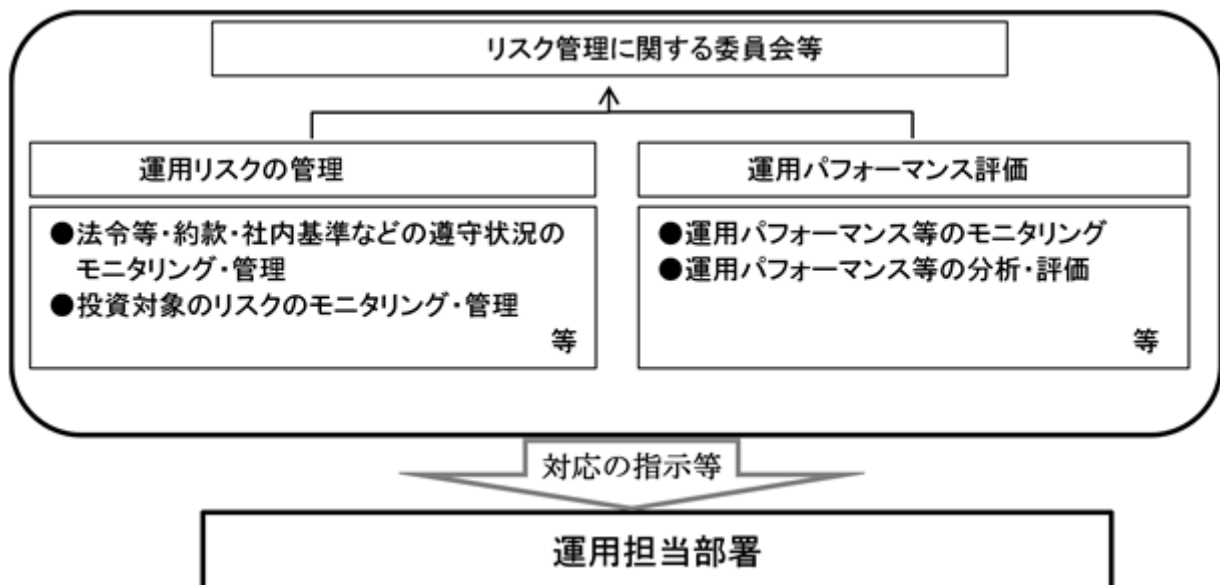 リスク管理に関する委員会等
運用リスクの管理
●法令等・約款・社内基準などの遵守状況の
モニタリング・管理
●投資対象のリスクのモニタリング・管理
等
運用パフォーマンス評価
●運用パフォーマンス等のモニタリング
●運用パフォーマンス等の分析・評価
等
対応の指示等
運用担当部署